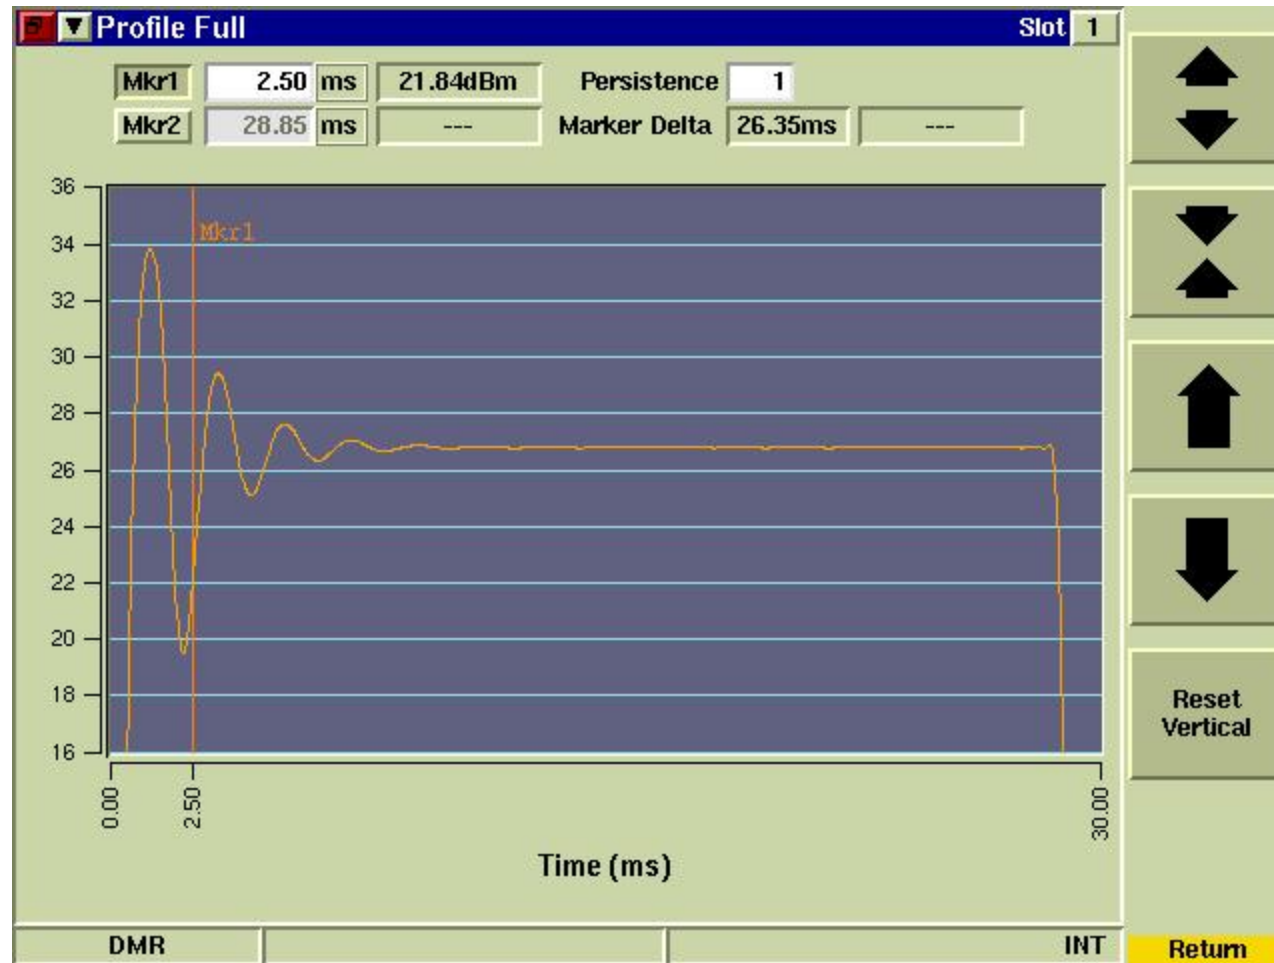 Profile Full Slot 1
Mkr1 2.50 ms 21.84dBm Persistence 1
Mkr2 28.85 ms --- Marker Delta 26.35ms ---
36
Mkr1
34
32
30
28
26
24
22
20
18
16
0.00 2.50 30.00
Time (ms)
Reset
Vertical
DMR INT Return